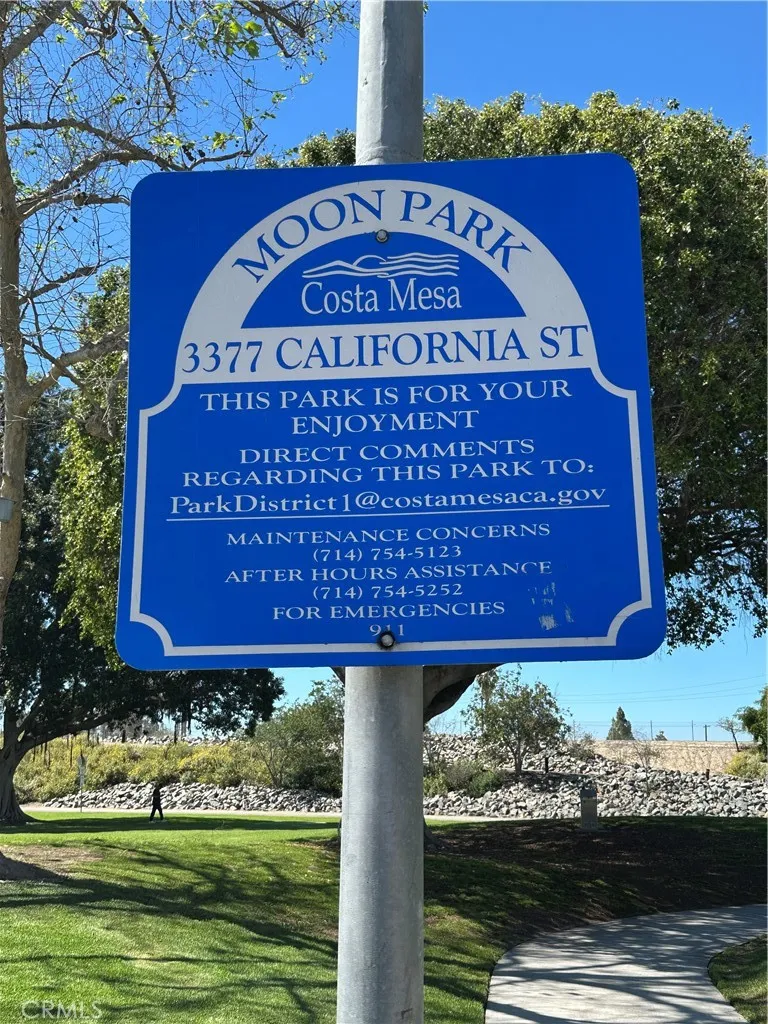 MOON PARK
Costa Mesa
3377 CALIFORNIA ST
THIS PARK IS FOR YOUR
ENJOYMENT
DIRECT COMMENTS
REGARDING THIS PARK TO:
ParkDistrict1@costamesaca.gov
MAINTENANCE CONCERNS
(714) 754-5123
AFTER HOURS ASSISTANCE
(714) 754-5252
FOR EMERGENCIES
911
CRMLS